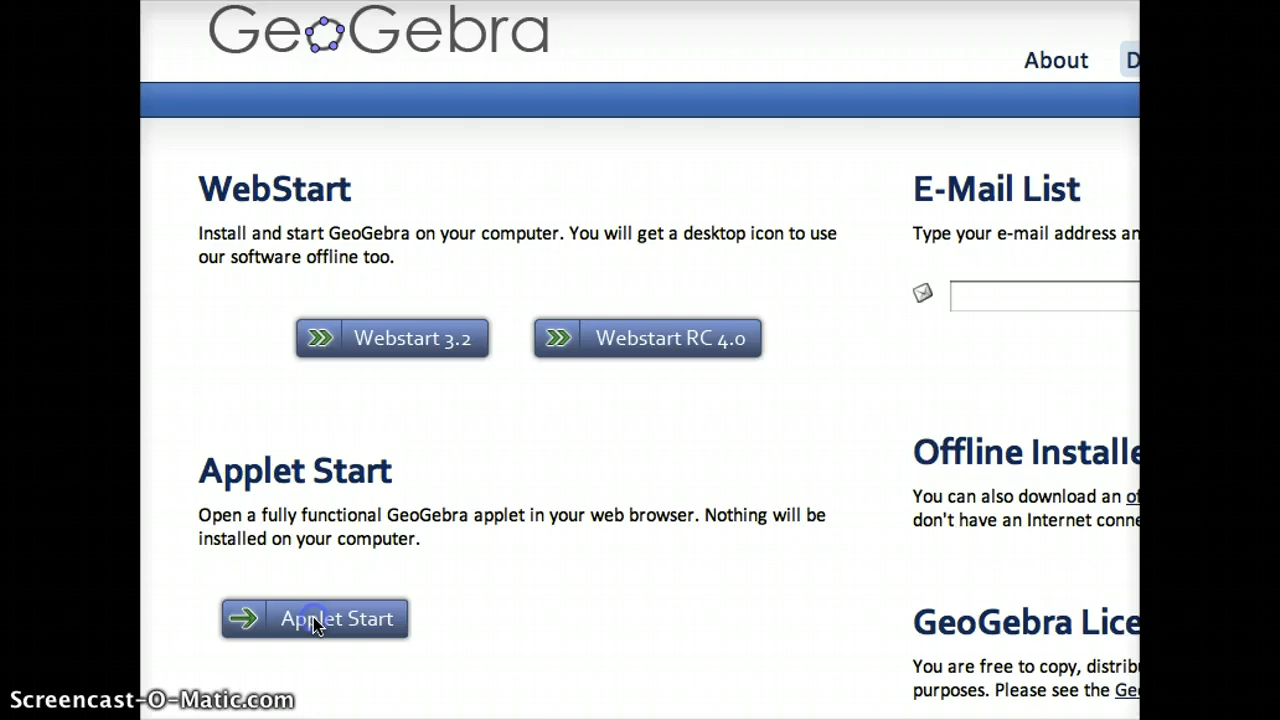 GeoGebra
About
WebStart
Install and start GeoGebra on your computer. You will get a desktop icon to use
our software offline too.
Webstart 3.2
Webstart RC 4.0
Applet Start
Open a fully functional GeoGebra applet in your web browser. Nothing will be
installed on your computer.
Applet Start
E-Mail List
Type your e-mail address an
Offline Installe
You can also download an of
don't have an Internet conne
GeoGebra Lice
You are free to copy, distrib
purposes. Please see the Ge
Screencast-O-Matic.com